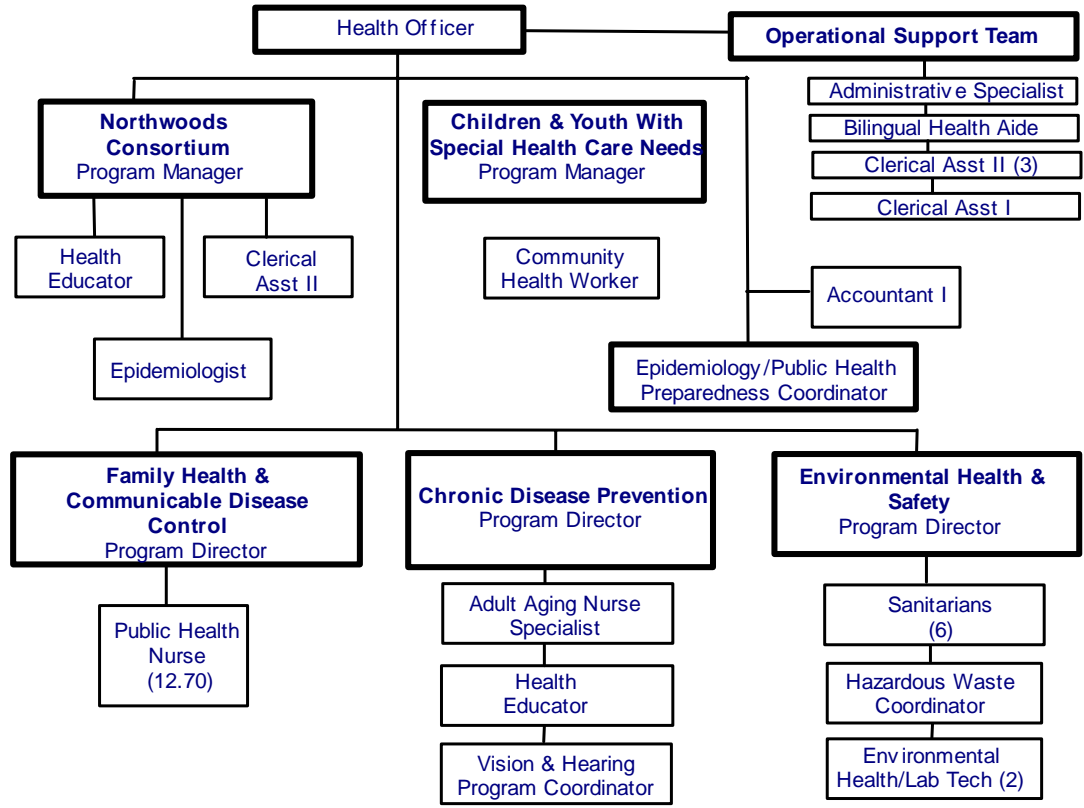 Health Officer
Operational Support Team
Administrative Specialist
Bilingual Health Aide
Clerical Asst II (3)
Clerical Asst I
Northwoods
Consortium
Program Manager
Children & Youth With
Special Health Care Needs
Program Manager
Health
Educator
Clerical
Asst II
Epidemiologist
Community
Health Worker
Accountant I
Epidemiology/Public Health
Preparedness Coordinator
Family Health &
Communicable Disease
Control
Program Director
Public Health
Nurse
(12.70)
Chronic Disease Prevention
Program Director
Adult Aging Nurse
Specialist
Health
Educator
Vision & Hearing
Program Coordinator
Environmental Health &
Safety
Program Director
Sanitarians
(6)
Hazardous Waste
Coordinator
Environmental
Health/Lab Tech (2)